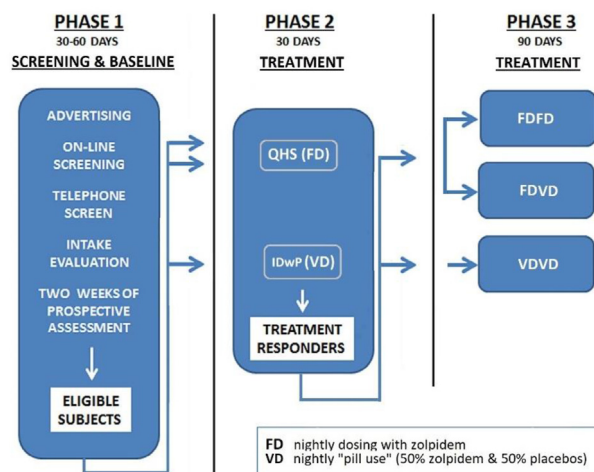 PHASE 1
30-60 DAYS
SCREENING & BASELINE
ADVERTISING
ON-LINE
SCREENING
TELEPHONE
SCREEN
INTAKE
EVALUATION
TWO WEEKS OF
PROSPECTIVE
ASSESSMENT
ELIGIBLE
SUBJECTS
PHASE 2
30 DAYS
TREATMENT
QHS (FD)
IDwP (VD)
TREATMENT
RESPONDERS
PHASE 3
90 DAYS
TREATMENT
FDFD
FDVD
VDVD
FD nightly dosing with zolpidem
VD nightly "pill use" (50% zolpidem & 50% placebos)